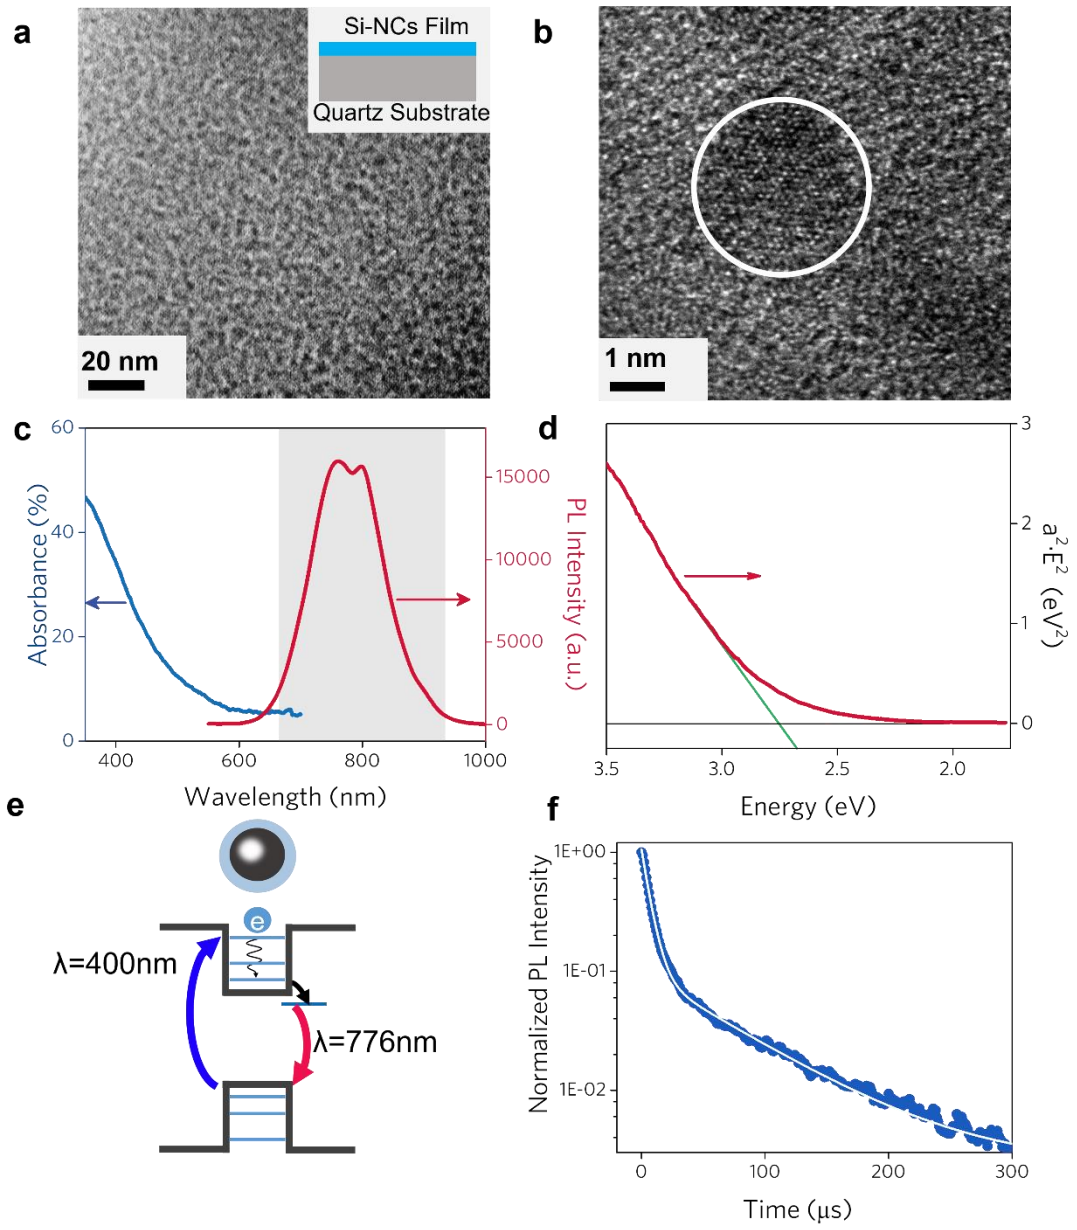 a
Si-NCs Film
Quartz Substrate
20 nm
b
1 nm
c
60
40
20
0
Absorbance (%)
400
600
800
1000
Wavelength (nm)
15000
10000
5000
0
PL Intensity (a.u.)
d
3
2
1
0
a²·E² (eV²)
3.5
3.0
2.5
2.0
Energy (eV)
e
e
λ=400nm
λ=776nm
f
1E+00
1E-01
1E-02
Normalized PL Intensity
0
100
200
300
Time (μs)